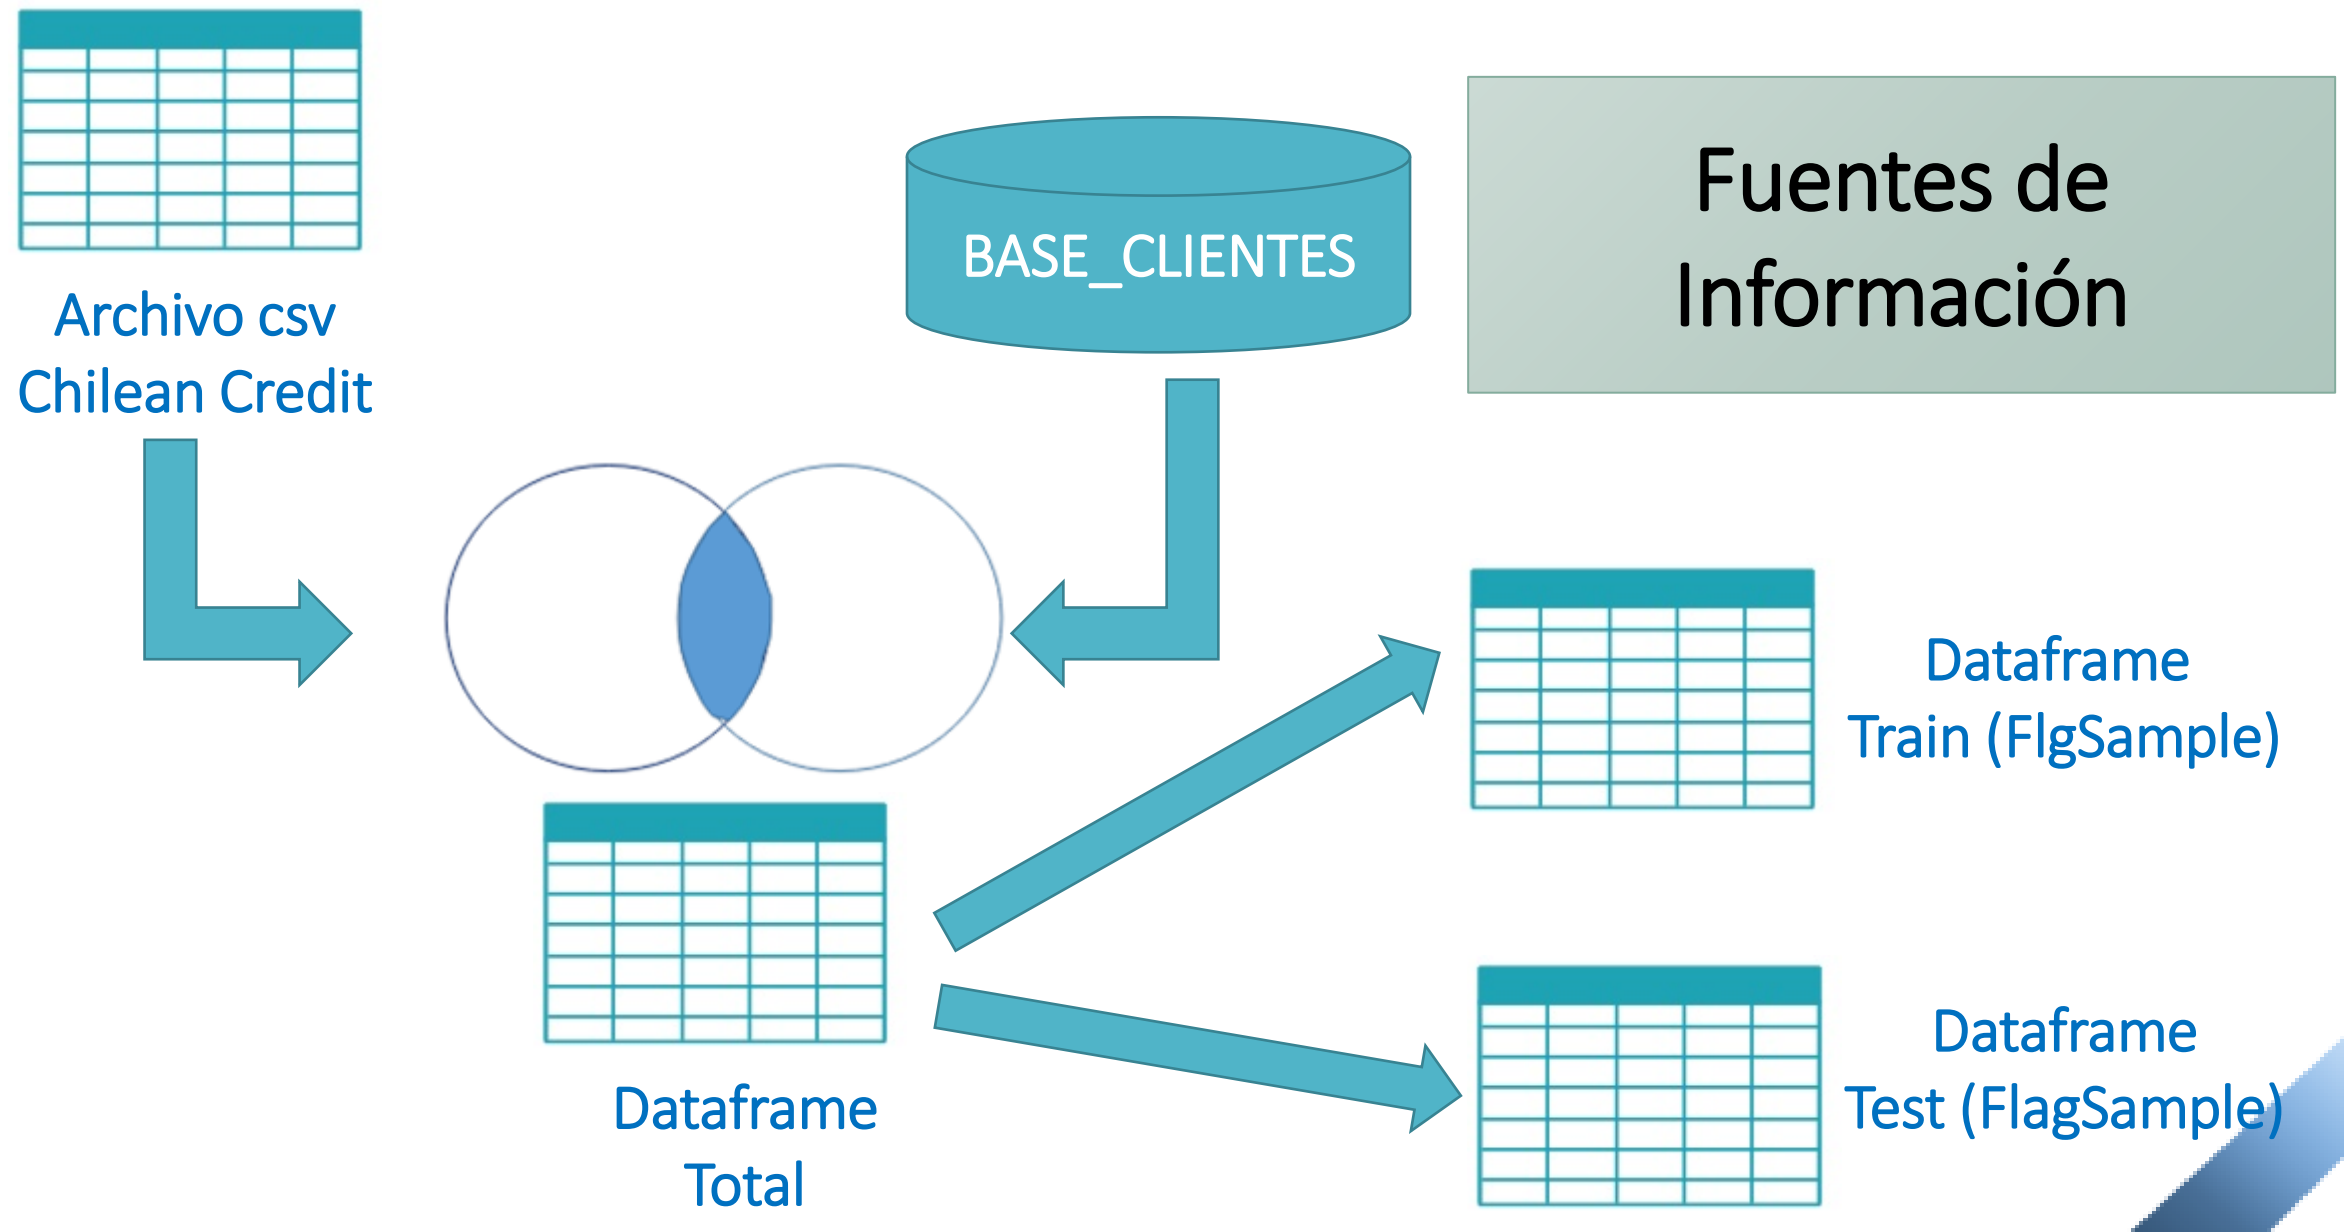 Archivo csv
Chilean Credit
BASE_CLIENTES
Fuentes de
Información
Dataframe
Train (FlgSample)
Dataframe
Total
Dataframe
Test (FlagSample)